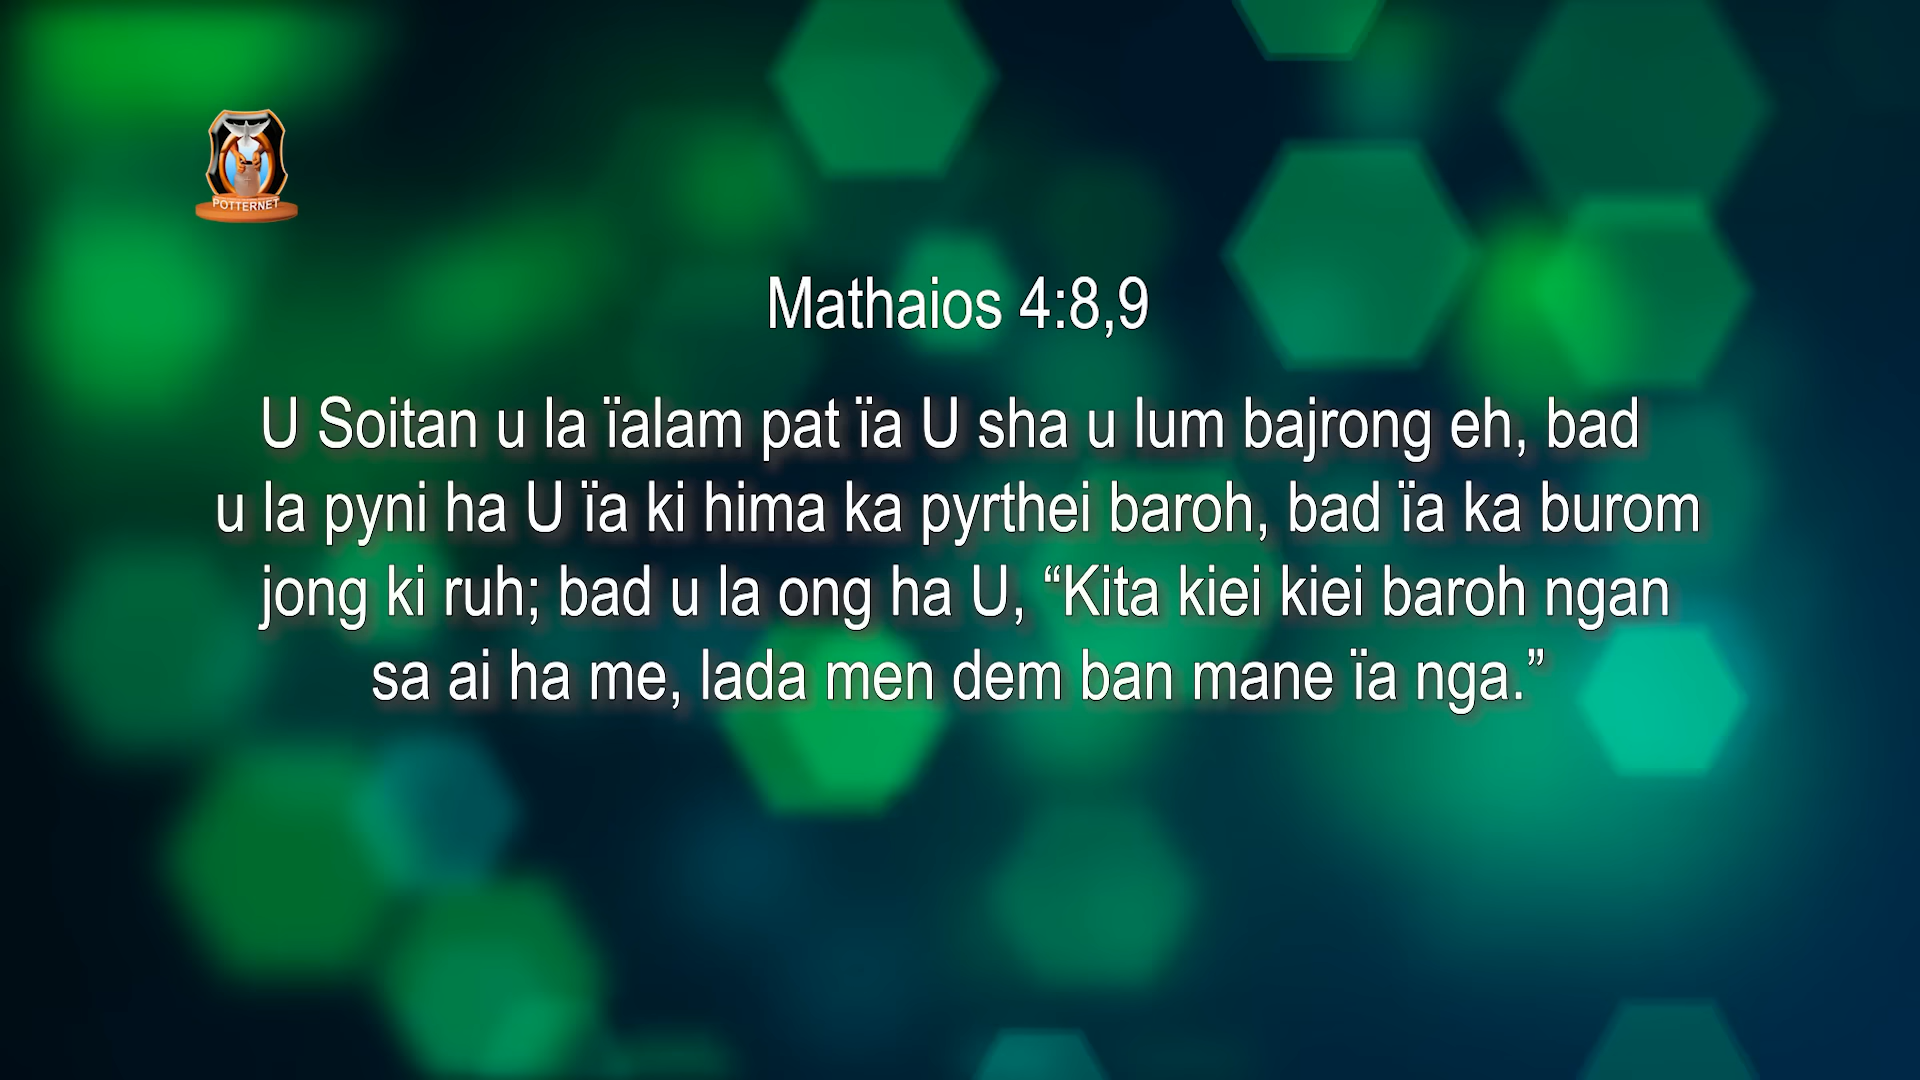 POTTERNET
Mathaios 4:8,9
U Soitan u la ïalam pat ïa U sha u lum bajrong eh, bad
u la pyni ha U ïa ki hima ka pyrthei baroh, bad ïa ka burom
jong ki ruh; bad u la ong ha U, “Kita kiei kiei baroh ngan
sa ai ha me, lada men dem ban mane ïa nga.”